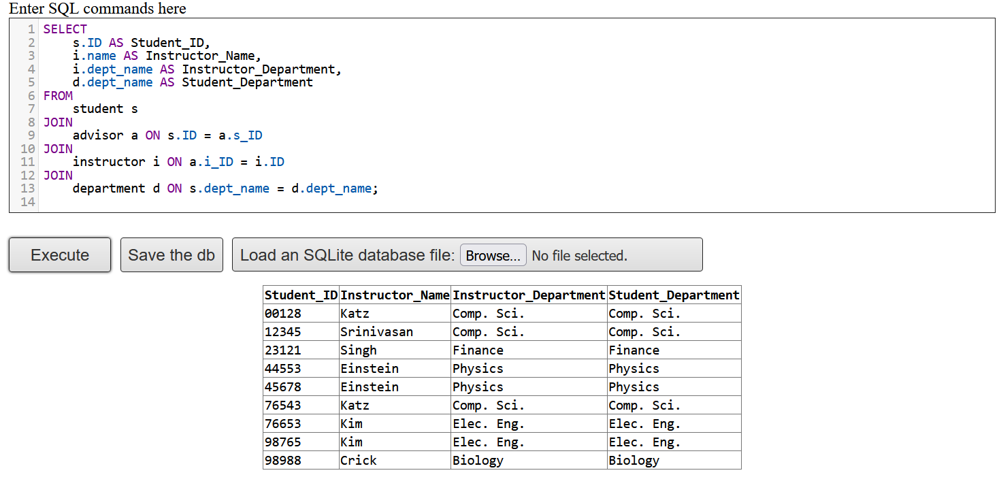 Enter SQL commands here
1 SELECT
2 s.ID AS Student_ID,
3 i.name AS Instructor_Name,
4 i.dept_name AS Instructor_Department,
5 d.dept_name AS Student_Department
6 FROM
7 student s
8 JOIN
9 advisor a ON s.ID = a.s_ID
10 JOIN
11 instructor i ON a.i_ID = i.ID
12 JOIN
13 department d ON s.dept_name = d.dept_name;
14
Execute Save the db Load an SQLite database file: Browse... No file selected.
Student_ID Instructor_Name Instructor_Department Student_Department
00128 Katz Comp. Sci. Comp. Sci.
12345 Srinivasan Comp. Sci. Comp. Sci.
23121 Singh Finance Finance
44553 Einstein Physics Physics
45678 Einstein Physics Physics
76543 Katz Comp. Sci. Comp. Sci.
76653 Kim Elec. Eng. Elec. Eng.
98765 Kim Elec. Eng. Elec. Eng.
98988 Crick Biology Biology